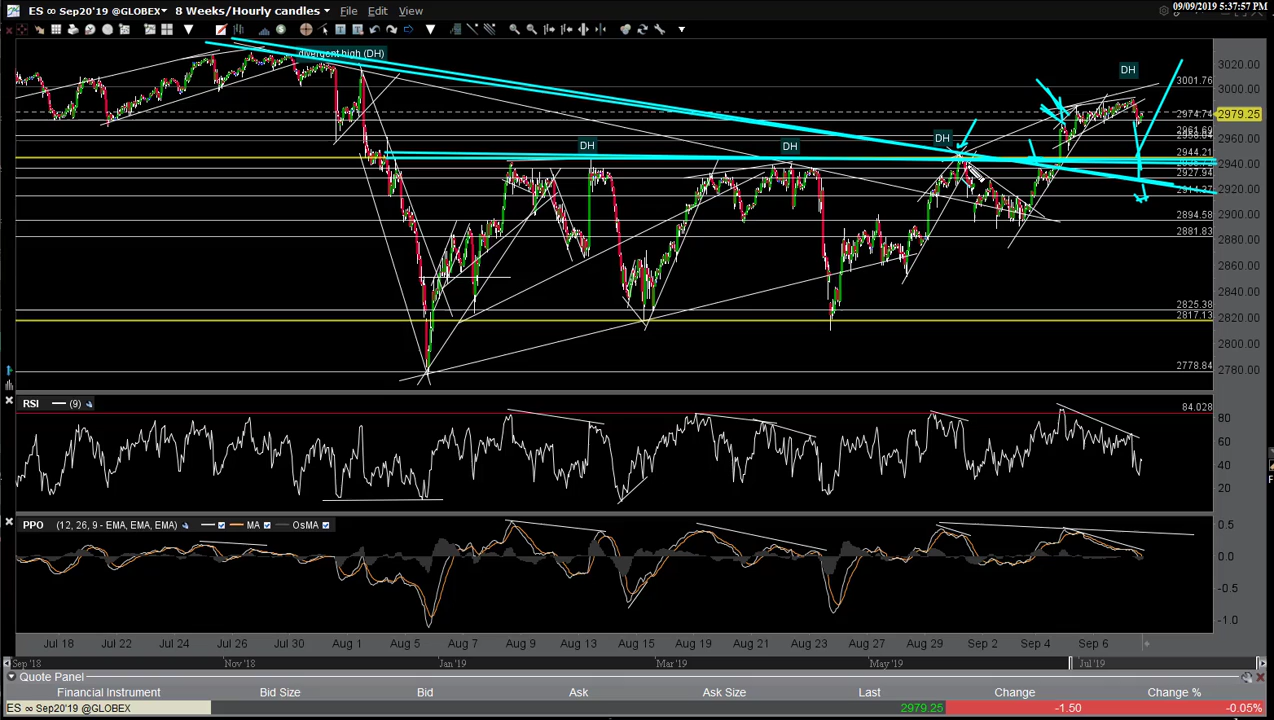 ES ∞ Sep20'19 @GLOBEX 8 Weeks/Hourly candles File Edit View 09/09/2019 5:37:57 PM
divergent high (DH)
DH
DH
DH
DH
3001.76
2974.74
2944.21
2927.94
2914.37
2894.58
2881.83
2825.38
2817.13
2778.84
3020.00
3000.00
2979.25
2960.00
2940.00
2920.00
2900.00
2880.00
2860.00
2840.00
2820.00
2800.00
2780.00
RSI (9) 84.028
80
60
40
20
PPO (12, 26, 9 - EMA, EMA, EMA) MA OsMA
0.5
0.0
-0.5
-1.0
Jul 18 Jul 22 Jul 24 Jul 26 Jul 30 Aug 1 Aug 5 Aug 7 Aug 9 Aug 13 Aug 15 Aug 19 Aug 21 Aug 23 Aug 27 Aug 29 Sep 2 Sep 4 Sep 6
Sep '18 Nov '18 Jan '19 Mar '19 May '19 Jul '19
Quote Panel
Financial Instrument Bid Size Bid Ask Ask Size Last Change Change %
ES ∞ Sep20'19 @GLOBEX 2979.25 -1.50 -0.05%